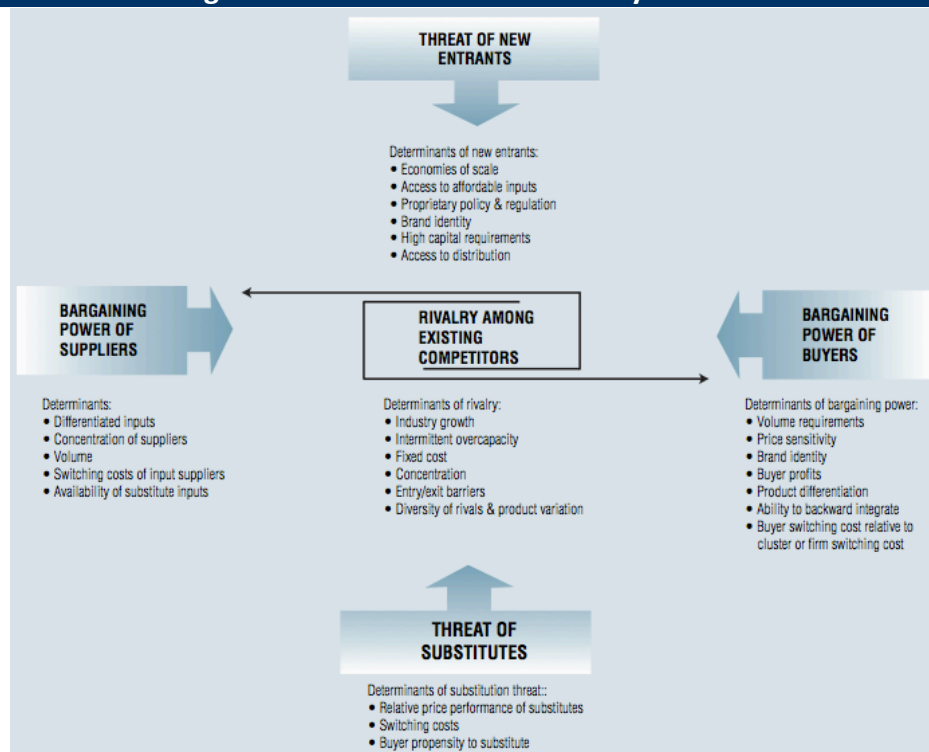 THREAT OF NEW
ENTRANTS
Determinants of new entrants:
• Economies of scale
• Access to affordable inputs
• Proprietary policy & regulation
• Brand identity
• High capital requirements
• Access to distribution
BARGAINING
POWER OF
SUPPLIERS
RIVALRY AMONG
EXISTING
COMPETITORS
BARGAINING
POWER OF
BUYERS
Determinants:
• Differentiated inputs
• Concentration of suppliers
• Volume
• Switching costs of input suppliers
• Availability of substitute inputs
Determinants of rivalry:
• Industry growth
• Intermittent overcapacity
• Fixed cost
• Concentration
• Entry/exit barriers
• Diversity of rivals & product variation
Determinants of bargaining power:
• Volume requirements
• Price sensitivity
• Brand identity
• Buyer profits
• Product differentiation
• Ability to backward integrate
• Buyer switching cost relative to
cluster or firm switching cost
THREAT OF
SUBSTITUTES
Determinants of substitution threat::
• Relative price performance of substitutes
• Switching costs
• Buyer propensity to substitute